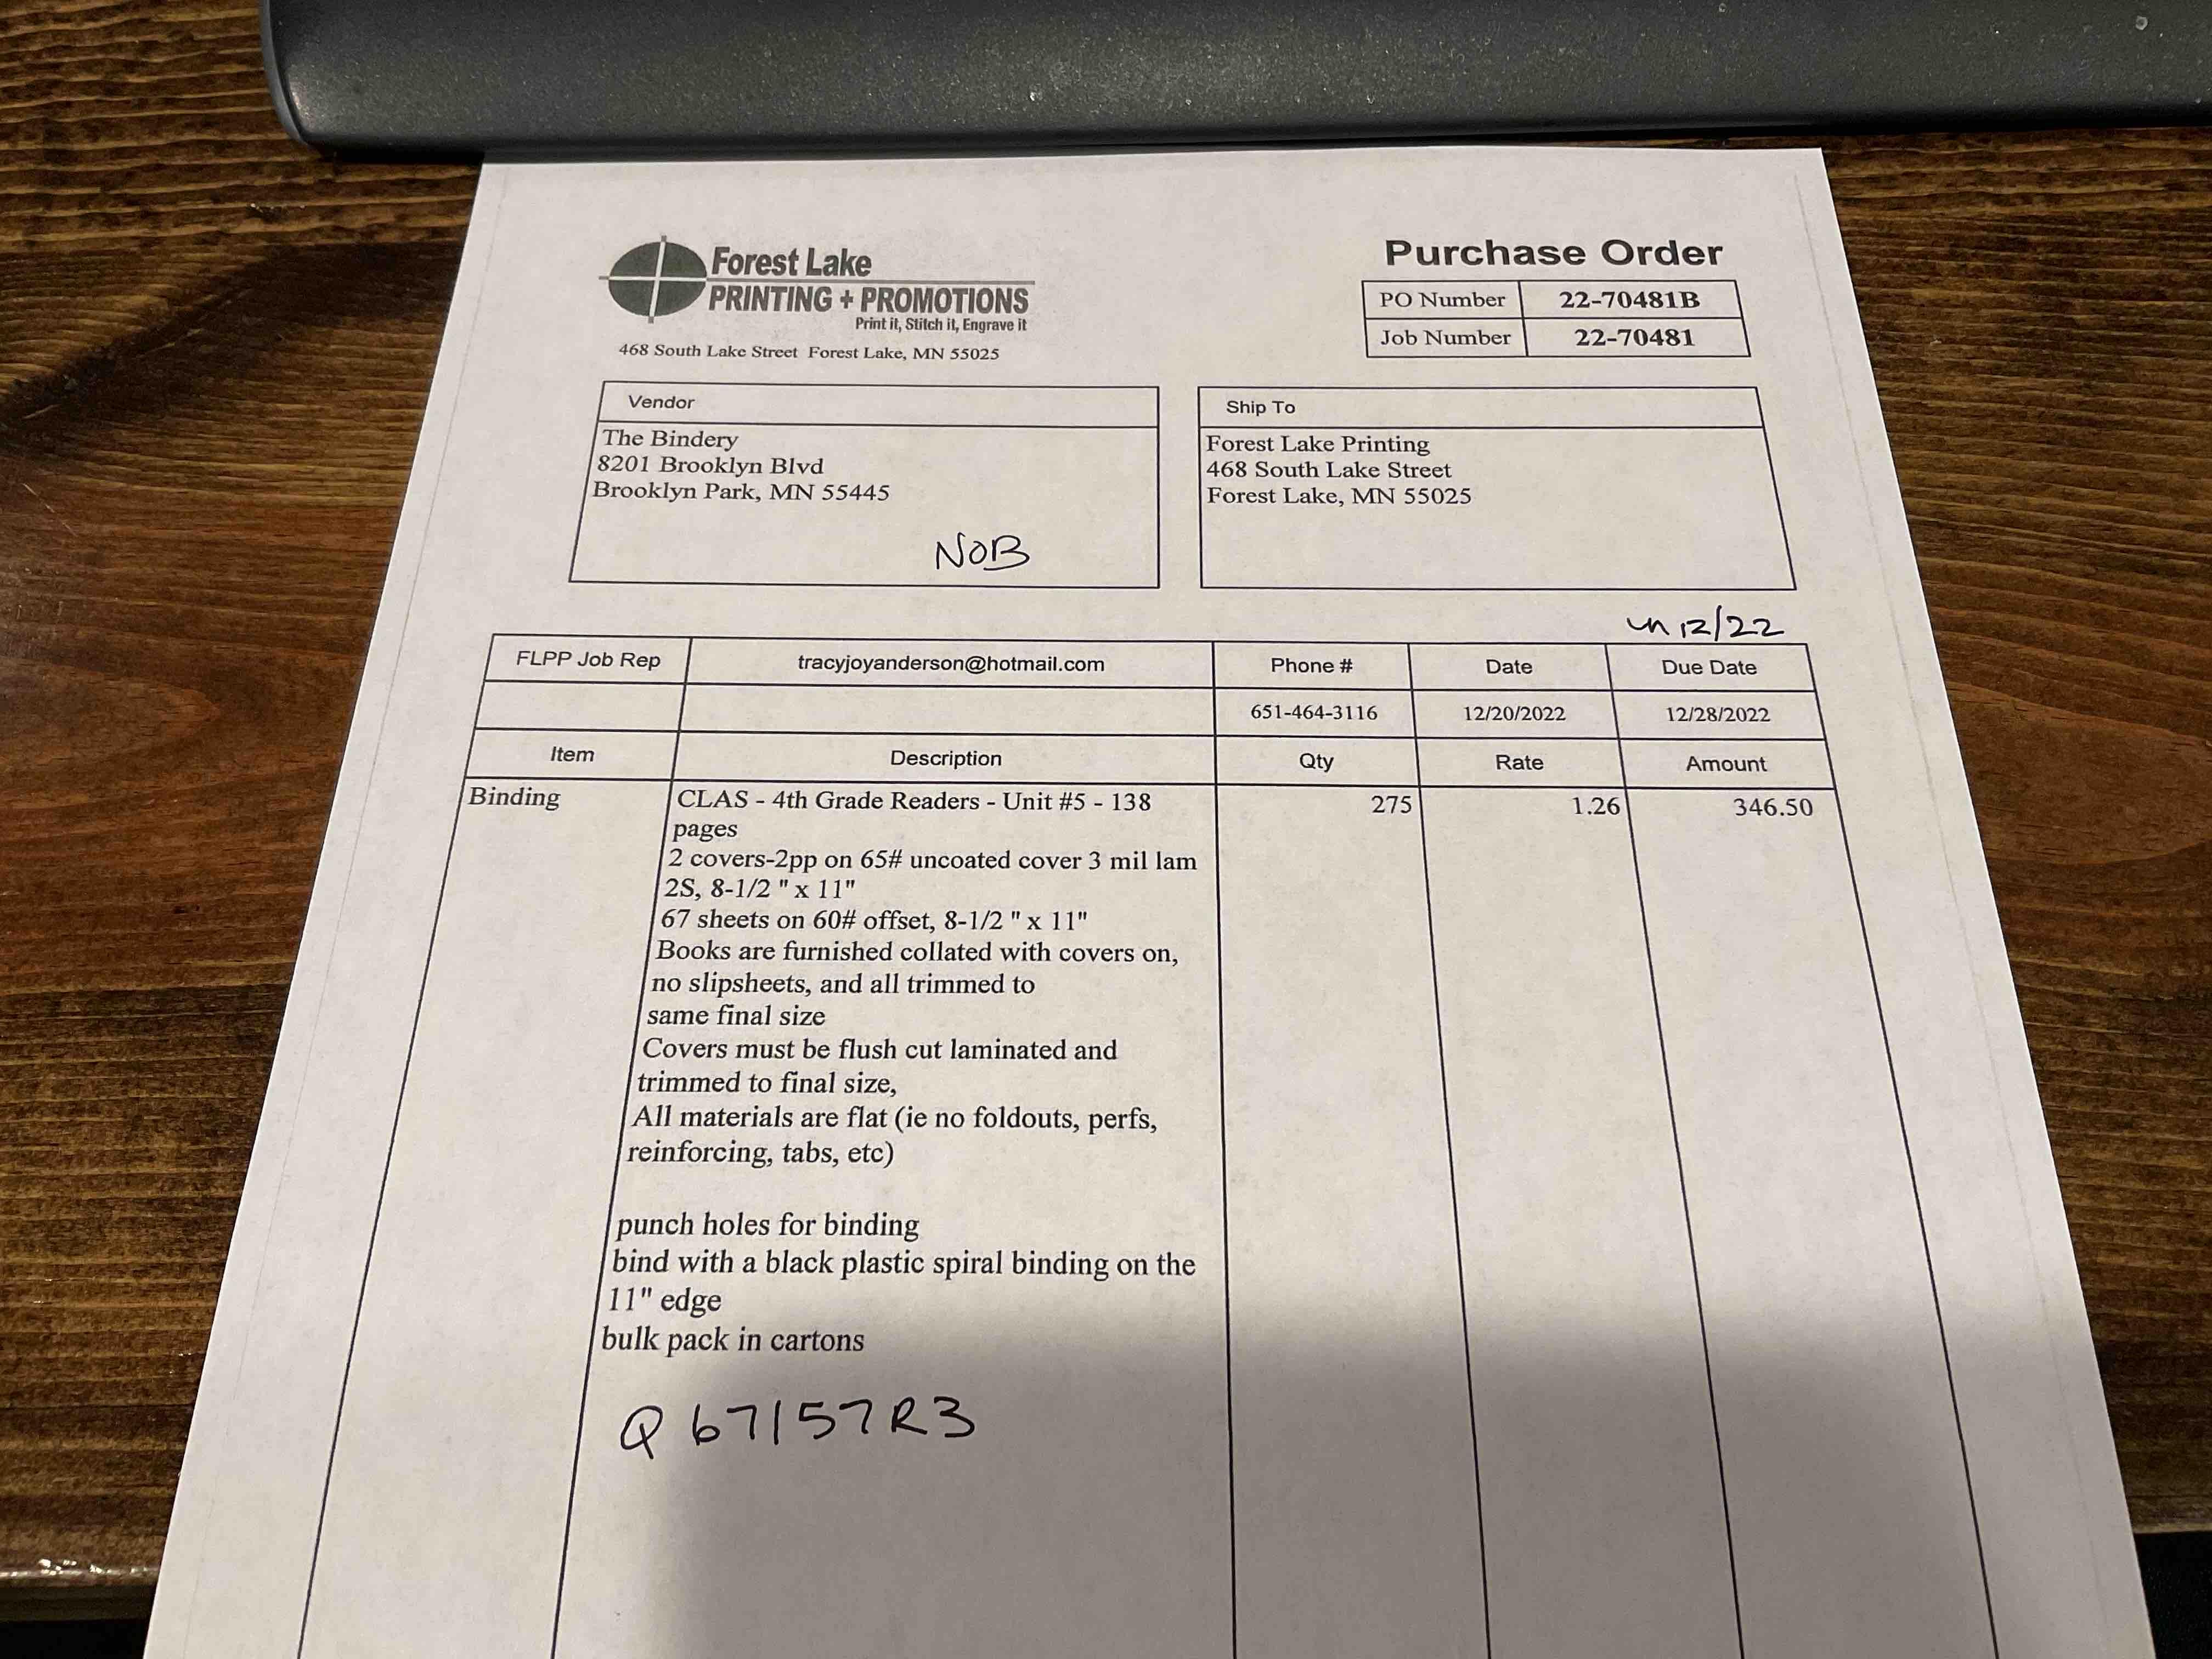 Forest Lake
PRINTING + PROMOTIONS
Print it, Stitch it, Engrave it
468 South Lake Street Forest Lake, MN 55025
Purchase Order
PO Number 22-70481B
Job Number 22-70481
Vendor
The Bindery
8201 Brooklyn Blvd
Brooklyn Park, MN 55445
NOB
Ship To
Forest Lake Printing
468 South Lake Street
Forest Lake, MN 55025
12/22
FLPP Job Rep tracyjoyanderson@hotmail.com Phone # Date Due Date
651-464-3116 12/20/2022 12/28/2022
Item Description Qty Rate Amount
Binding CLAS - 4th Grade Readers - Unit #5 - 138 275 1.26 346.50
pages
2 covers-2pp on 65# uncoated cover 3 mil lam
2S, 8-1/2 " x 11"
67 sheets on 60# offset, 8-1/2 " x 11"
Books are furnished collated with covers on,
no slipsheets, and all trimmed to
same final size
Covers must be flush cut laminated and
trimmed to final size,
All materials are flat (ie no foldouts, perfs,
reinforcing, tabs, etc)
punch holes for binding
bind with a black plastic spiral binding on the
11" edge
bulk pack in cartons
Q 67157R3